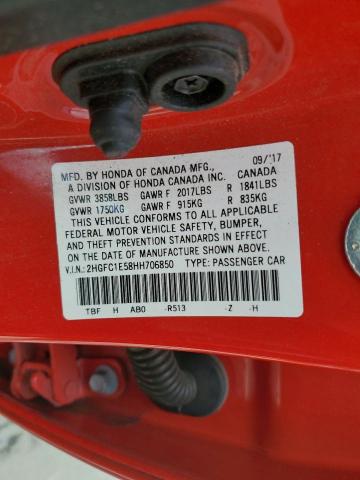 MFD. BY HONDA OF CANADA MFG., 09/'17
A DIVISION OF HONDA CANADA INC. CANADA
GVWR 3858LBS GAWR F 2017LBS R 1841LBS
GVWR 1750KG GAWR F 915KG R 835KG
THIS VEHICLE CONFORMS TO ALL APPLICABLE
FEDERAL MOTOR VEHICLE SAFETY, BUMPER,
AND THEFT PREVENTION STANDARDS IN EFFECT
ON THE DATE OF MANUFACTURE SHOWN ABOVE.
V.I.N.: 2HGFC1E58HH706850 TYPE: PASSENGER CAR
TBF H AB0 -R513 -Z -H